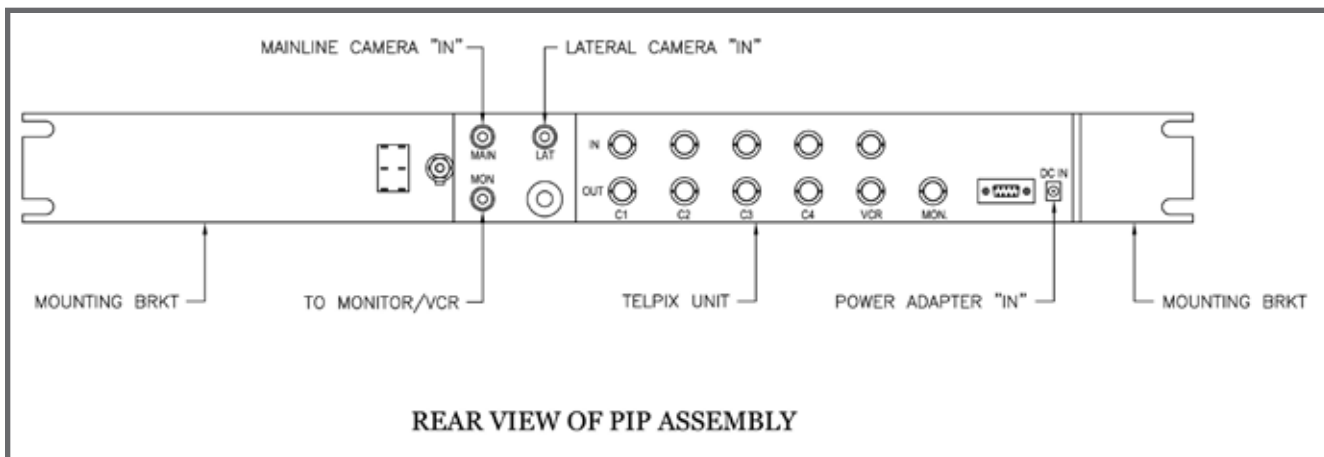 MAINLINE CAMERA "IN"
LATERAL CAMERA "IN"
MAIN
LAT
IN
MON
OUT
C1
C2
C3
C4
VCR
MON.
DC IN
MOUNTING BRKT
TO MONITOR/VCR
TELPIX UNIT
POWER ADAPTER "IN"
MOUNTING BRKT
REAR VIEW OF PIP ASSEMBLY